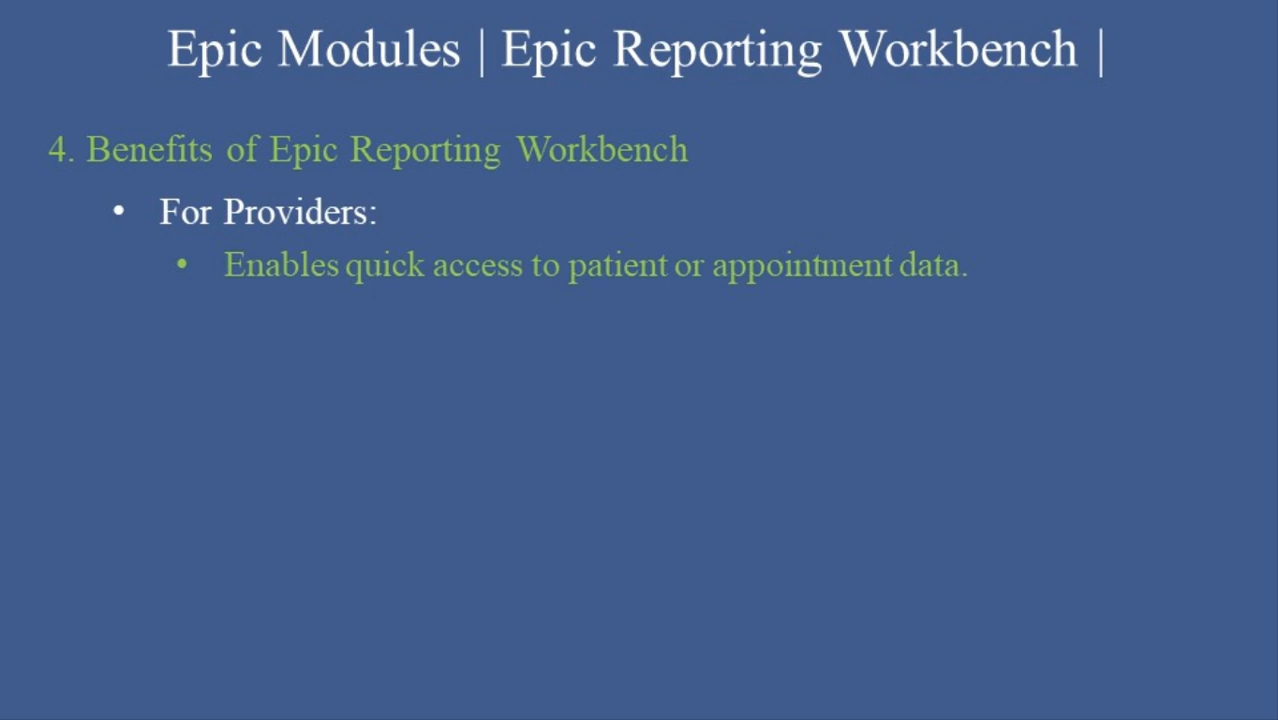 Epic Modules | Epic Reporting Workbench |
4. Benefits of Epic Reporting Workbench
• For Providers:
• Enables quick access to patient or appointment data.